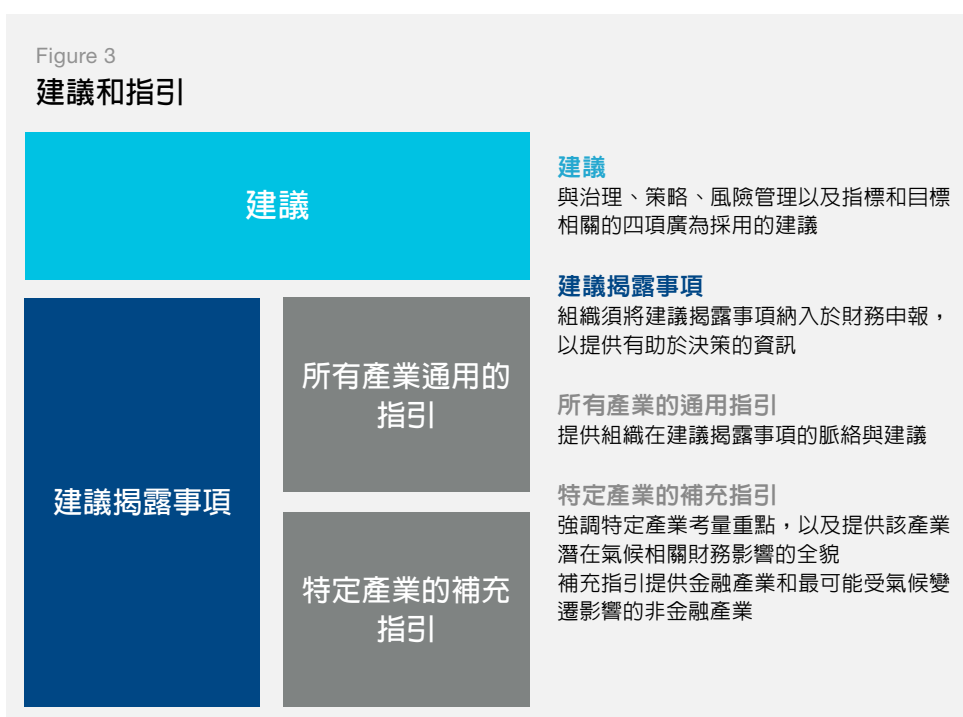 Figure 3
建議和指引
建議
建議揭露事項
所有產業通用的
指引
特定產業的補充
指引
建議
與治理、策略、風險管理以及指標和目標
相關的四項廣為採用的建議
建議揭露事項
組織須將建議揭露事項納入於財務申報，
以提供有助於決策的資訊
所有產業的通用指引
提供組織在建議揭露事項的脈絡與建議
特定產業的補充指引
強調特定產業考量重點，以及提供該產業
潛在氣候相關財務影響的全貌
補充指引提供金融產業和最可能受氣候變
遷影響的非金融產業